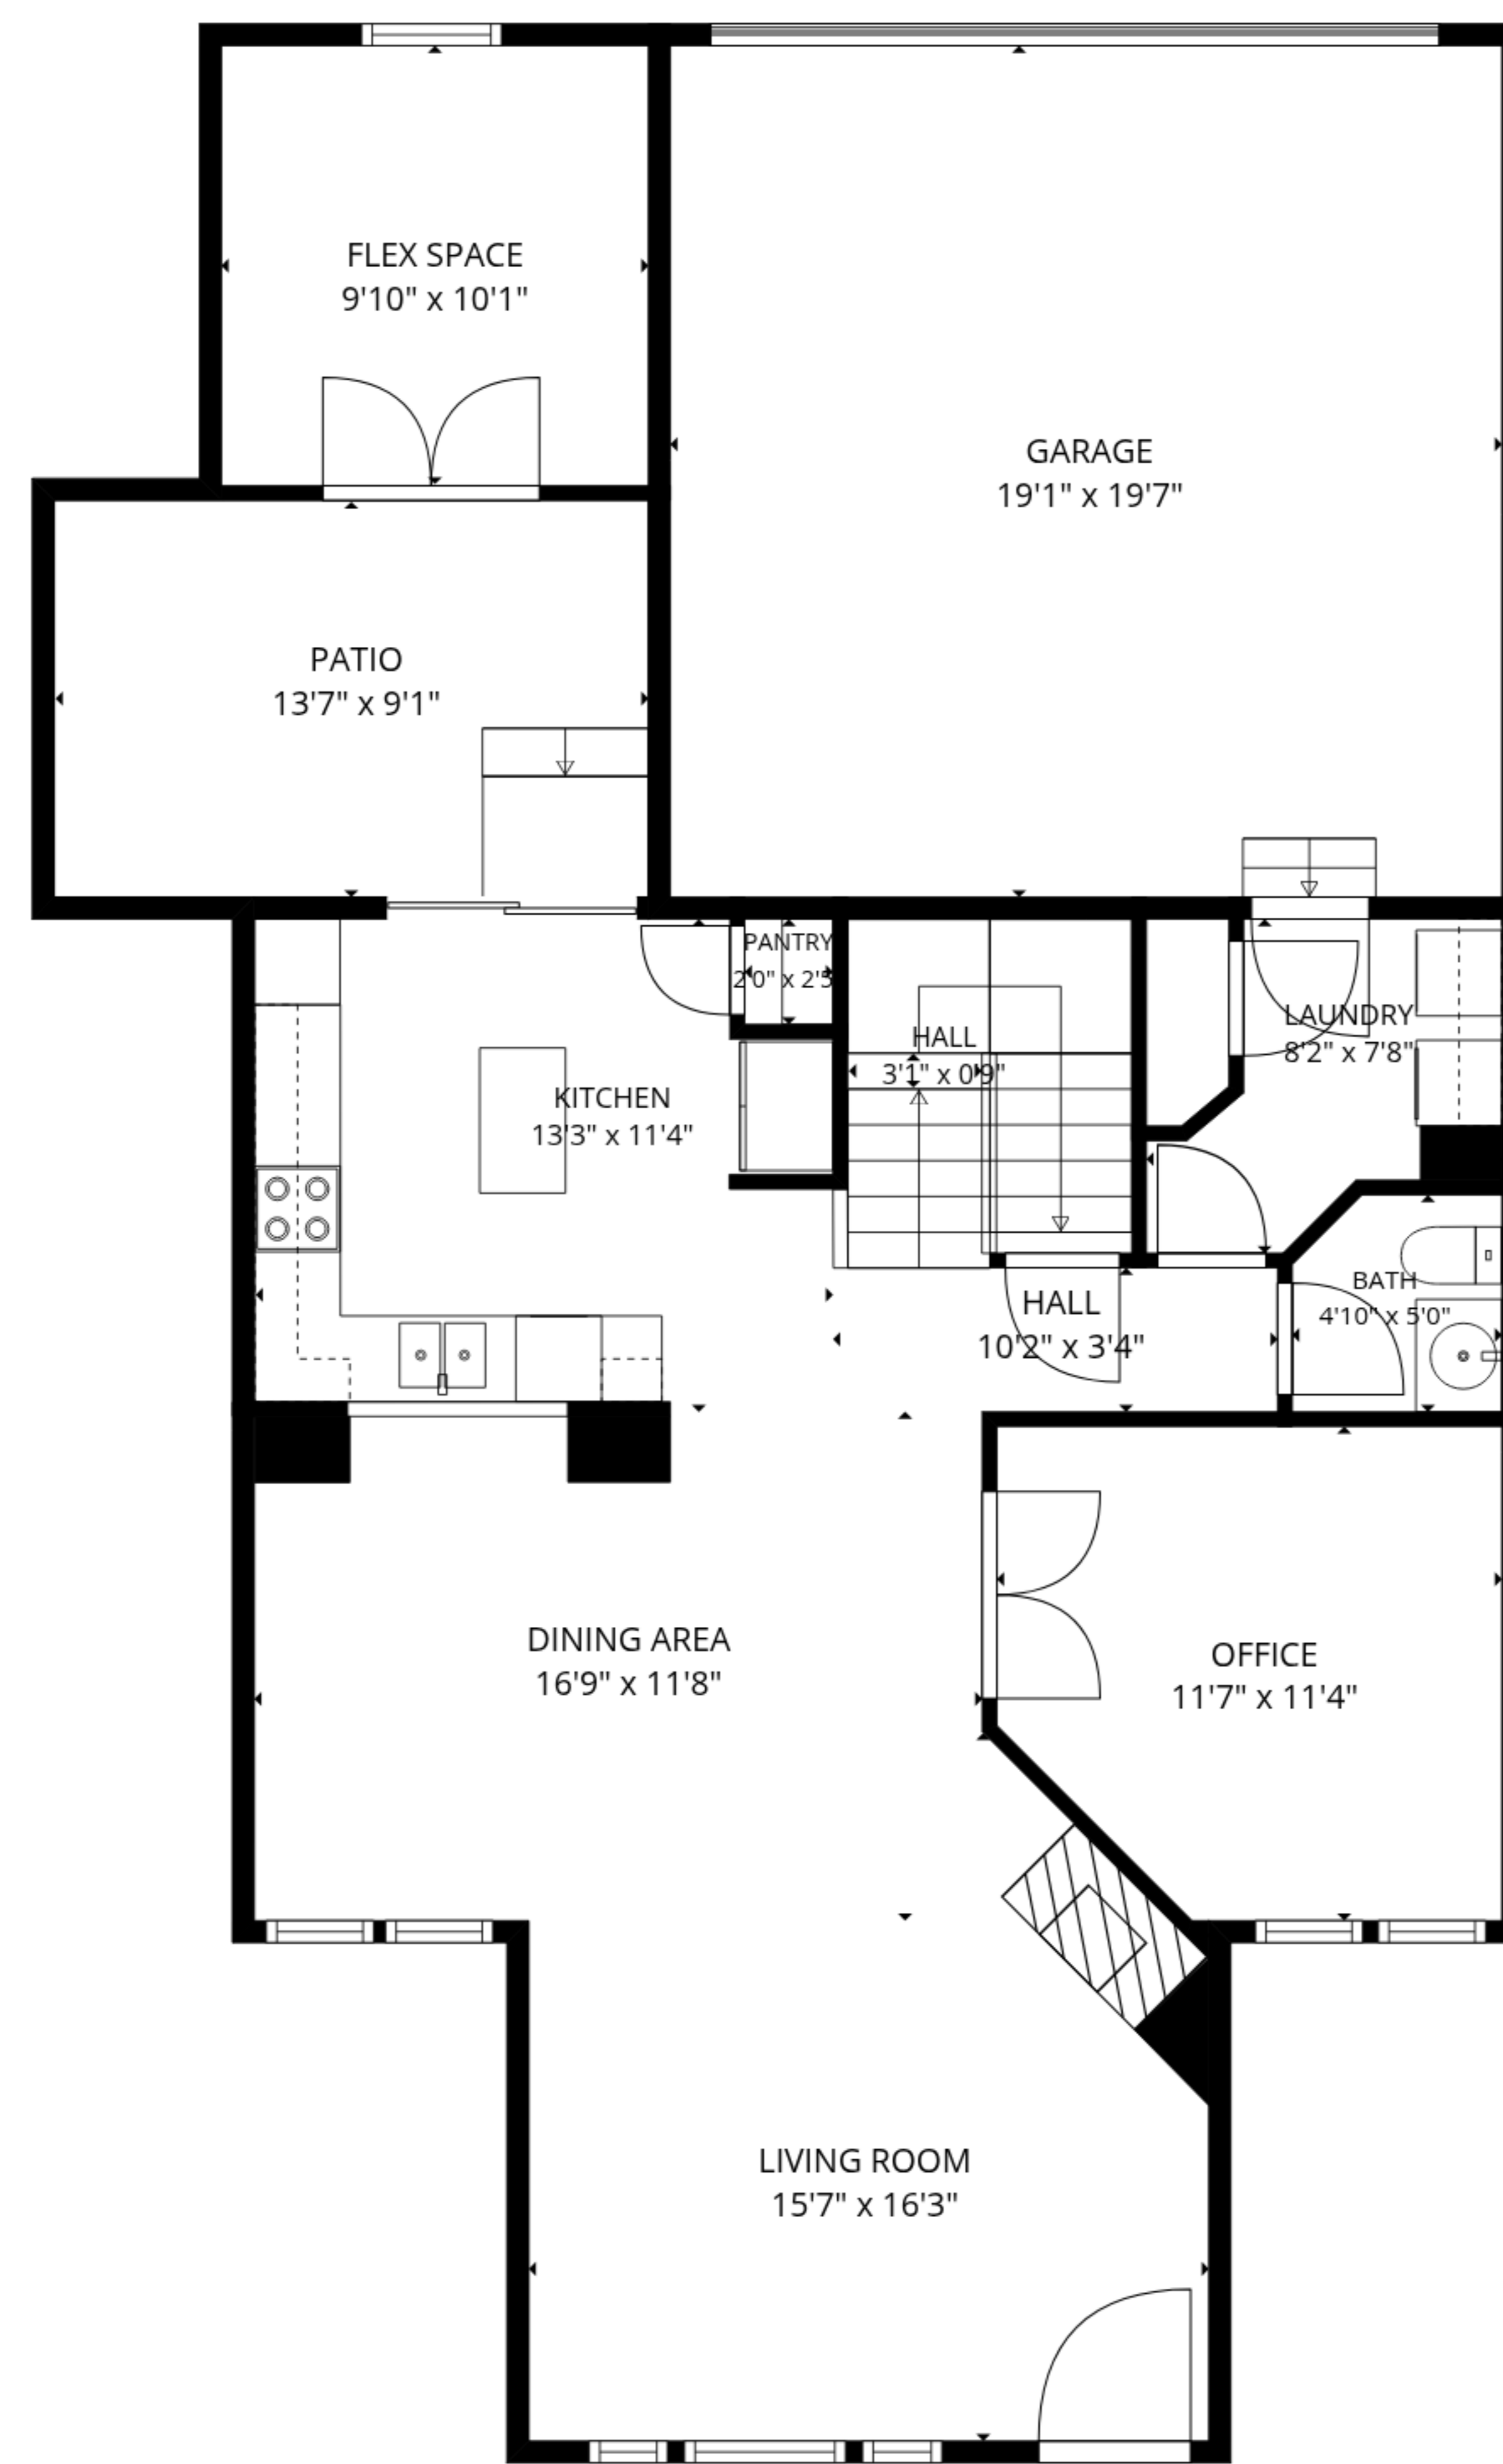 FLEX SPACE
9'10" x 10'1"
GARAGE
19'1" x 19'7"
PATIO
13'7" x 9'1"
PANTRY
2'0" x 2'5
HALL
3'1" x 0'9"
LAUNDRY
8'2" x 7'8"
KITCHEN
13'3" x 11'4"
HALL
10'2" x 3'4"
BATH
4'10" x 5'0"
DINING AREA
16'9" x 11'8"
OFFICE
11'7" x 11'4"
LIVING ROOM
15'7" x 16'3"